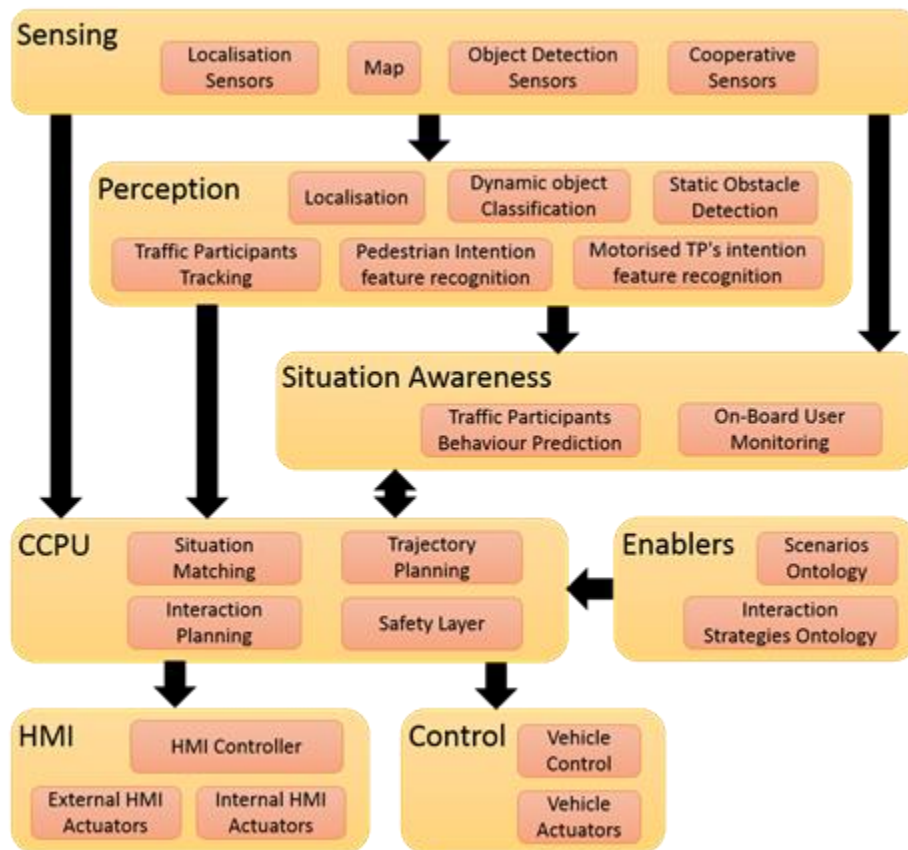 Sensing
Localisation
Sensors
Map
Object Detection
Sensors
Cooperative
Sensors
Perception
Localisation
Dynamic object
Classification
Static Obstacle
Detection
Traffic Participants
Tracking
Pedestrian Intention
feature recognition
Motorised TP's intention
feature recognition
Situation Awareness
Traffic Participants
Behaviour Prediction
On-Board User
Monitoring
CCPU
Situation
Matching
Trajectory
Planning
Interaction
Planning
Safety Layer
Enablers
Scenarios
Ontology
Interaction
Strategies Ontology
HMI
HMI Controller
External HMI
Actuators
Internal HMI
Actuators
Control
Vehicle
Control
Vehicle
Actuators